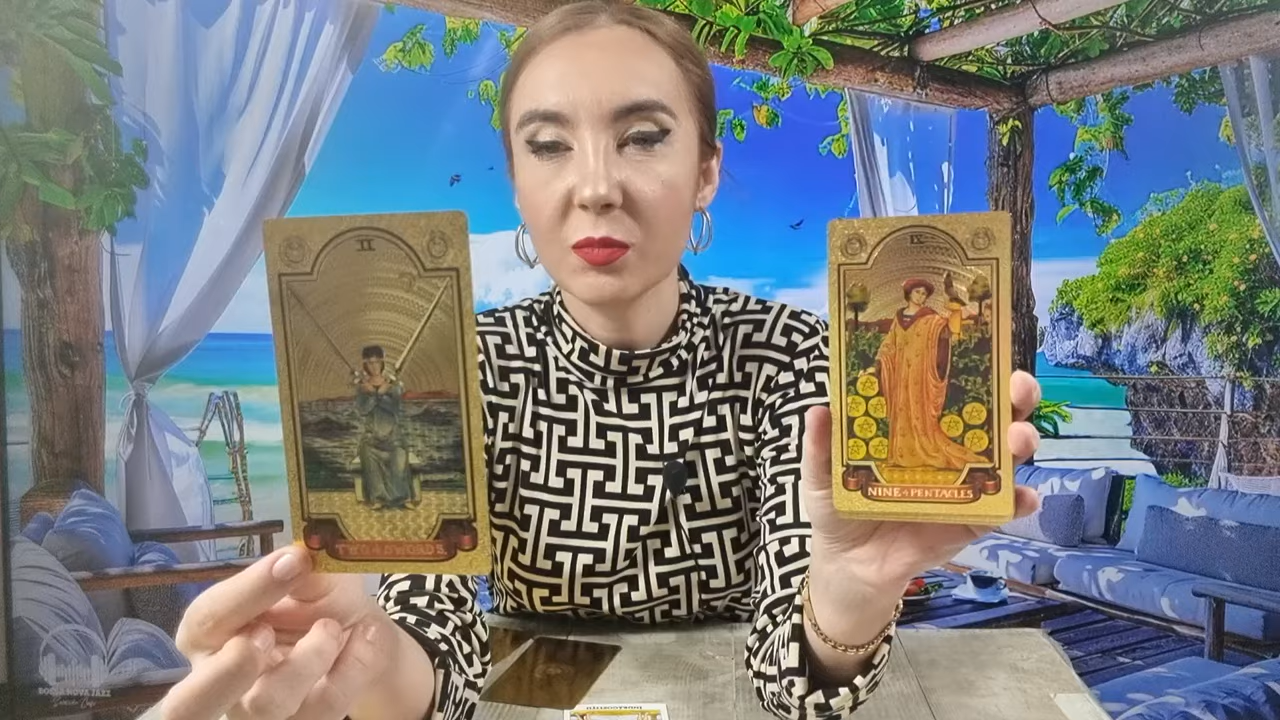 II
TWO of SWORDS
IX
NINE of PENTACLES
BOSSA NOVA JAZZ